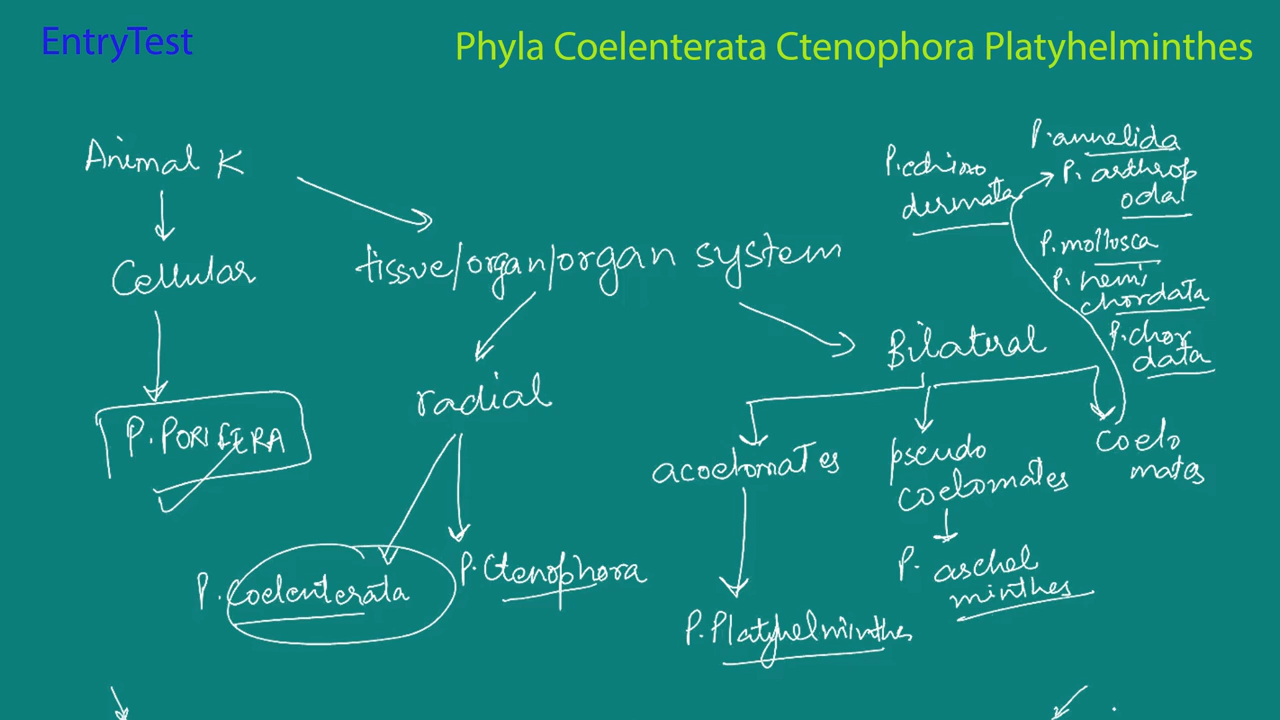 EntryTest
Phyla Coelenterata Ctenophora Platyhelminthes
Animal K
Cellular
P. PORIFERA
tissue/organ/organ system
radial
P. Coelenterata
P. Ctenophora
Bilateral
acoelomates
P. Platyhelminthes
pseudo
coelomates
P. aschel
minthes
coelo
mates
P. echino
dermata
P. annelida
P. arthrop
oda
P. mollusca
P. hemi
chordata
P. chor
data